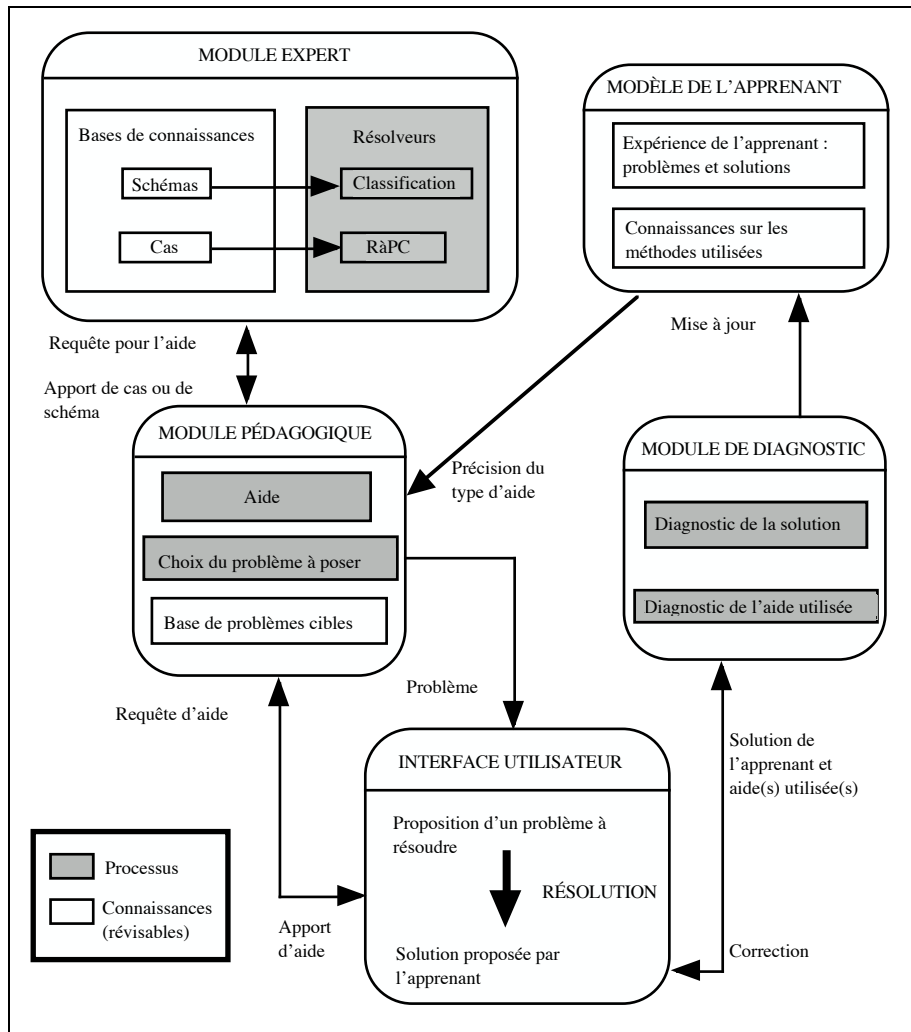 MODULE EXPERT
Bases de connaissances
Schémas
Cas
Résolveurs
Classification
RàPC
MODÈLE DE L’APPRENANT
Expérience de l’apprenant :
problèmes et solutions
Connaissances sur les
méthodes utilisées
Requête pour l’aide
Apport de cas ou de
schéma
Mise à jour
MODULE PÉDAGOGIQUE
Aide
Choix du problème à poser
Base de problèmes cibles
Précision du
type d’aide
MODULE DE DIAGNOSTIC
Diagnostic de la solution
Diagnostic de l’aide utilisée
Requête d’aide
Problème
Solution de
l’apprenant et
aide(s) utilisée(s)
INTERFACE UTILISATEUR
Proposition d’un problème à
résoudre
RÉSOLUTION
Solution proposée par
l’apprenant
Processus
Connaissances
(révisables)
Apport
d’aide
Correction